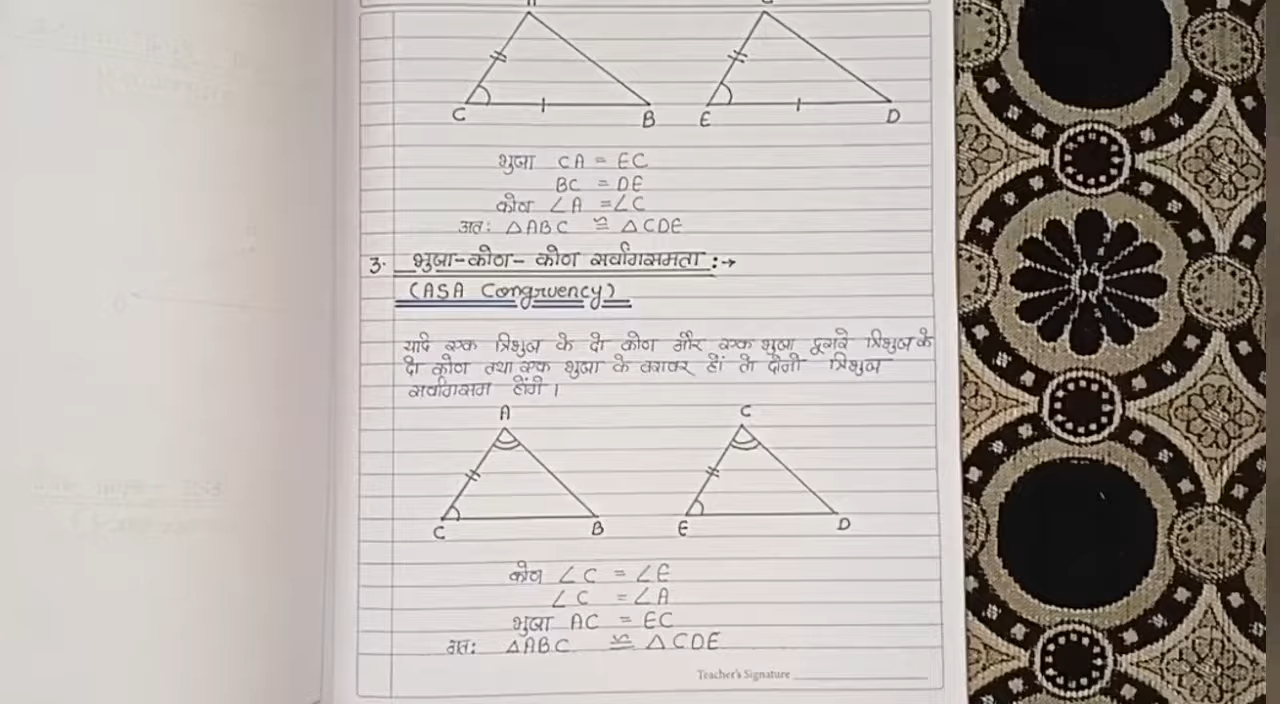 C B E D
भुजा CA = EC
BC = DE
कोण ∠A = ∠C
अतः △ABC ≅ △CDE
3. भुजा-कोण-कोण सर्वांगसमता :→
(ASA Congruency)
यदि एक त्रिभुज के दो कोण और एक भुजा दूसरे त्रिभुज के
दो कोण तथा एक भुजा के बराबर हों तो दोनो त्रिभुज
सर्वांगसम होंगे।
A C
C B E D
कोण ∠C = ∠E
∠C = ∠A
भुजा AC = EC
अतः △ABC ≅ △CDE
Teacher's Signature